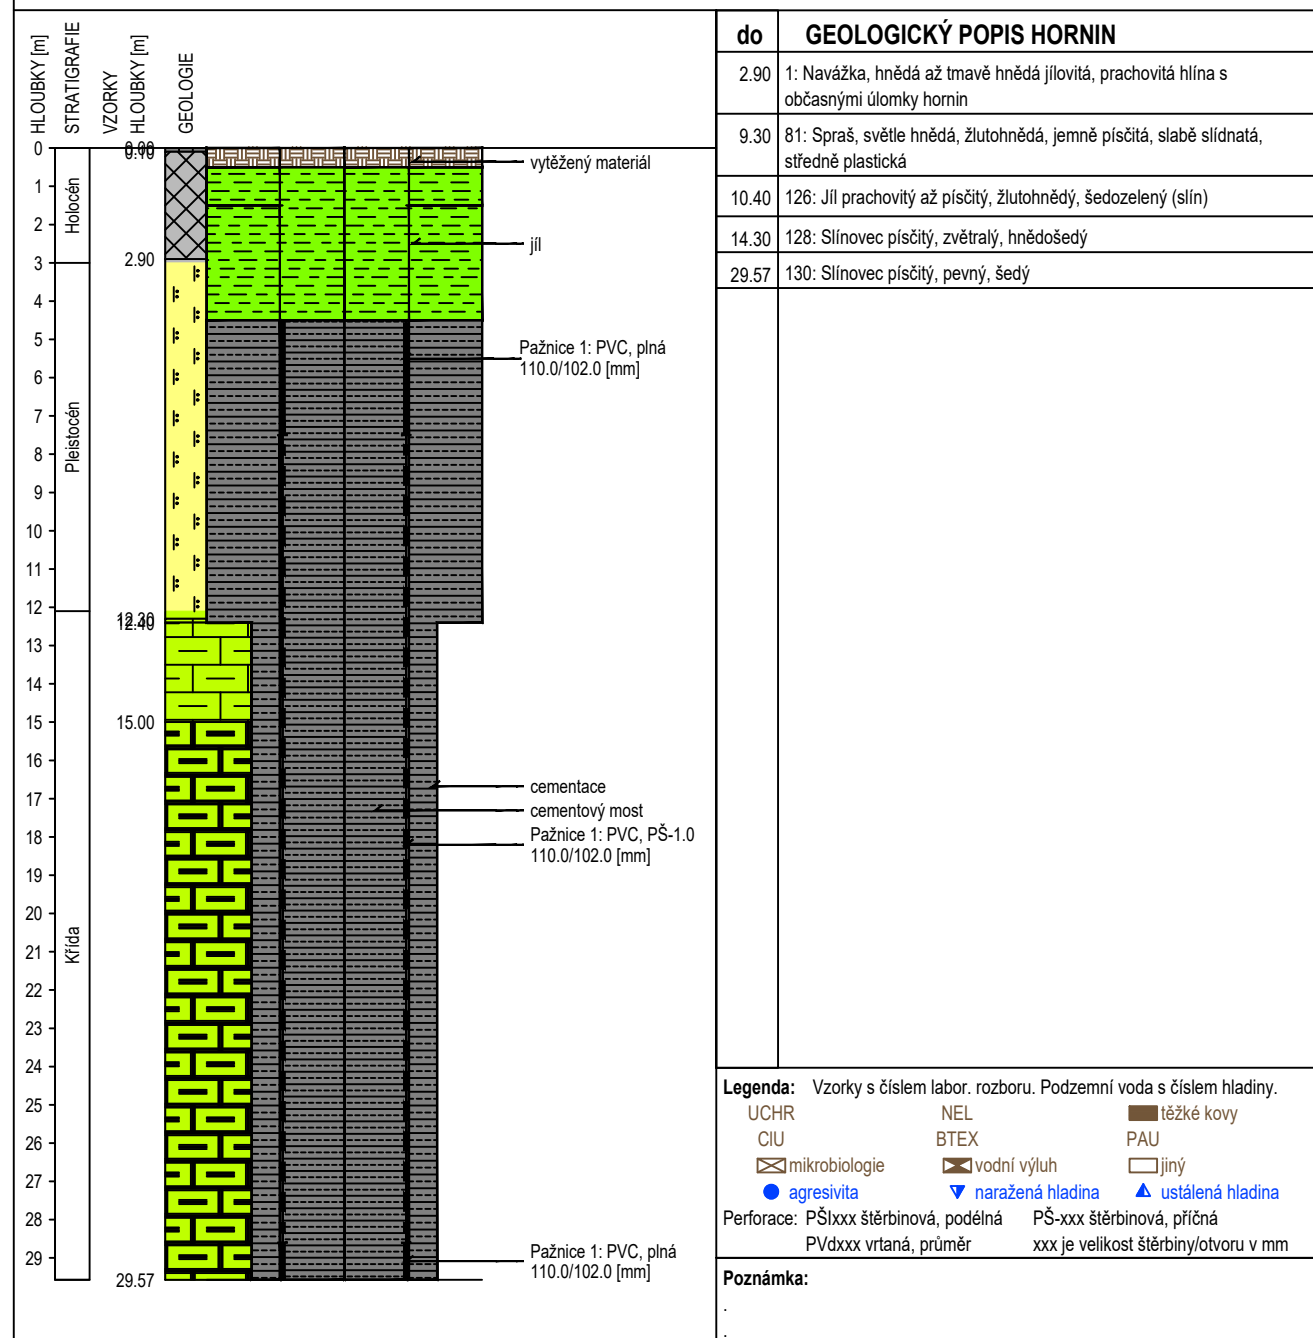 HLOUBKY [m]
STRATIGRAFIE
VZORKY
HLOUBKY [m]
GEOLOGIE
do GEOLOGICKÝ POPIS HORNIN
2.90 1: Navážka, hnědá až tmavě hnědá jílovitá, prachovitá hlína s
občasnými úlomky hornin
9.30 81: Spraš, světle hnědá, žlutohnědá, jemně písčitá, slabě slídnatá,
středně plastická
10.40 126: Jíl prachovitý až písčitý, žlutohnědý, šedozelený (slín)
14.30 128: Slínovec písčitý, zvětralý, hnědošedý
29.57 130: Slínovec písčitý, pevný, šedý
0
1
2
3
4
5
6
7
8
9
10
11
12
13
14
15
16
17
18
19
20
21
22
23
24
25
26
27
28
29
Holocén
Pleistocén
Křída
0.00
0.10
2.90
12.30
12.40
15.00
29.57
vytěžený materiál
jíl
Pažnice 1: PVC, plná
110.0/102.0 [mm]
cementace
cementový most
Pažnice 1: PVC, PŠ-1.0
110.0/102.0 [mm]
Pažnice 1: PVC, plná
110.0/102.0 [mm]
Legenda: Vzorky s číslem labor. rozboru. Podzemní voda s číslem hladiny.
UCHR NEL těžké kovy
CIU BTEX PAU
mikrobiologie vodní výluh jiný
agresivita naražená hladina ustálená hladina
Perforace: PŠIxxx štěrbinová, podélná PŠ-xxx štěrbinová, příčná
PVdxxx vrtaná, průměr xxx je velikost štěrbiny/otvoru v mm
Poznámka:
.
.